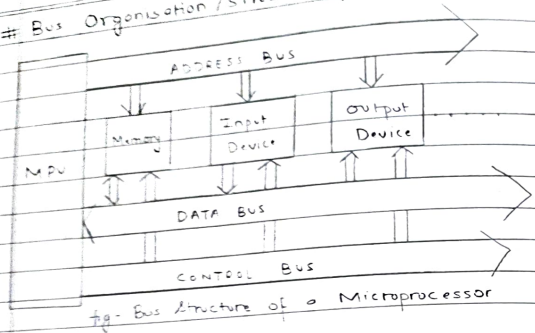 # Bus Organisation /
ADDRESS BUS
Memory
Input Device
Output Device
MPU
DATA BUS
CONTROL BUS
fig- Bus Structure of a Microprocessor